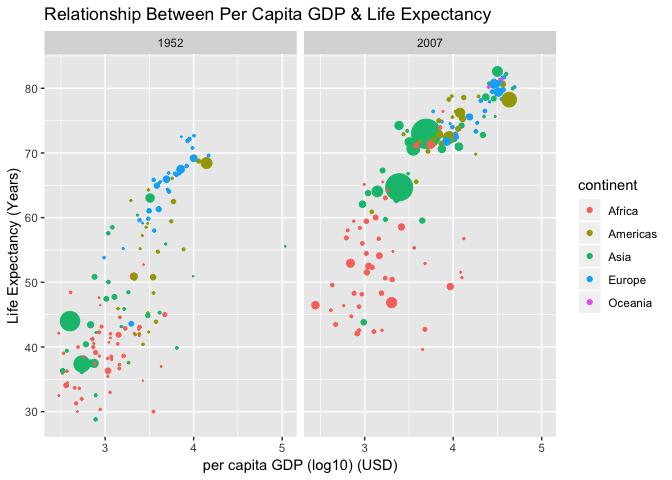 Relationship Between Per Capita GDP & Life Expectancy
1952
2007
80
70
60
50
40
30
Life Expectancy (Years)
3
4
5
3
4
5
per capita GDP (log10) (USD)
continent
Africa
Americas
Asia
Europe
Oceania